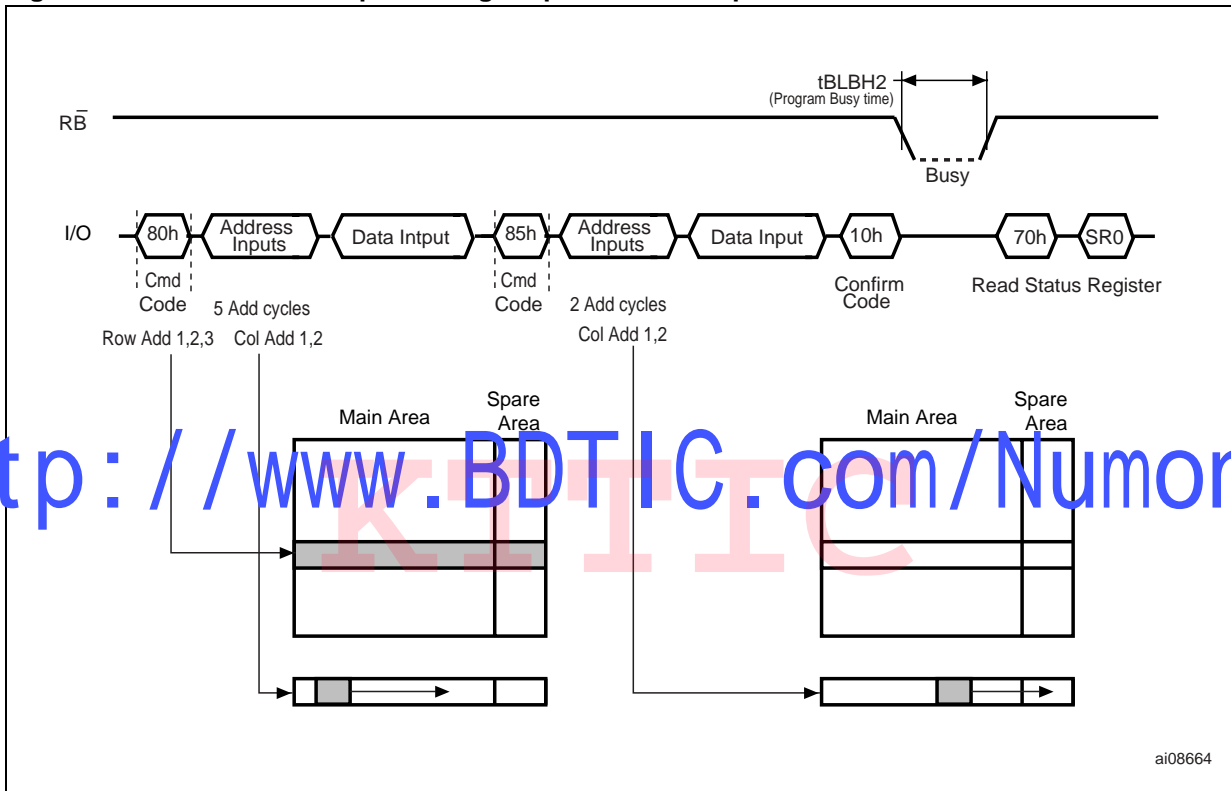 tBLBH2
(Program Busy time)
RB̅
Busy
I/O
80h
Address
Inputs
Data Intput
85h
Address
Inputs
Data Input
10h
70h
SR0
Cmd
Code
Cmd
Code
Confirm
Code
Read Status Register
5 Add cycles
2 Add cycles
Row Add 1,2,3
Col Add 1,2
Col Add 1,2
Main Area
Spare
Area
Main Area
Spare
Area
tp://www.BDTIC.com/Numon
KTTIC
ai08664